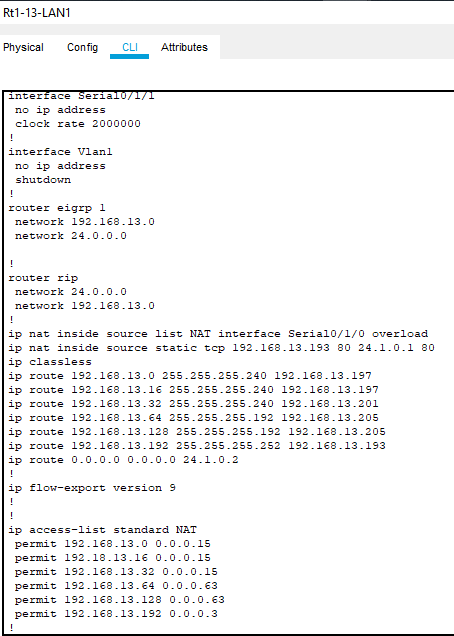 Rt1-13-LAN1
Physical Config CLI Attributes
interface Serial0/1/1
no ip address
clock rate 2000000
!
interface Vlan1
no ip address
shutdown
!
router eigrp 1
network 192.168.13.0
network 24.0.0.0
!
router rip
network 24.0.0.0
network 192.168.13.0
!
ip nat inside source list NAT interface Serial0/1/0 overload
ip nat inside source static tcp 192.168.13.193 80 24.1.0.1 80
ip classless
ip route 192.168.13.0 255.255.255.240 192.168.13.197
ip route 192.168.13.16 255.255.255.240 192.168.13.197
ip route 192.168.13.32 255.255.255.240 192.168.13.201
ip route 192.168.13.64 255.255.255.192 192.168.13.205
ip route 192.168.13.128 255.255.255.192 192.168.13.205
ip route 192.168.13.192 255.255.255.252 192.168.13.193
ip route 0.0.0.0 0.0.0.0 24.1.0.2
!
ip flow-export version 9
!
!
ip access-list standard NAT
permit 192.168.13.0 0.0.0.15
permit 192.18.13.16 0.0.0.15
permit 192.168.13.32 0.0.0.15
permit 192.168.13.64 0.0.0.63
permit 192.168.13.128 0.0.0.63
permit 192.168.13.192 0.0.0.3
!